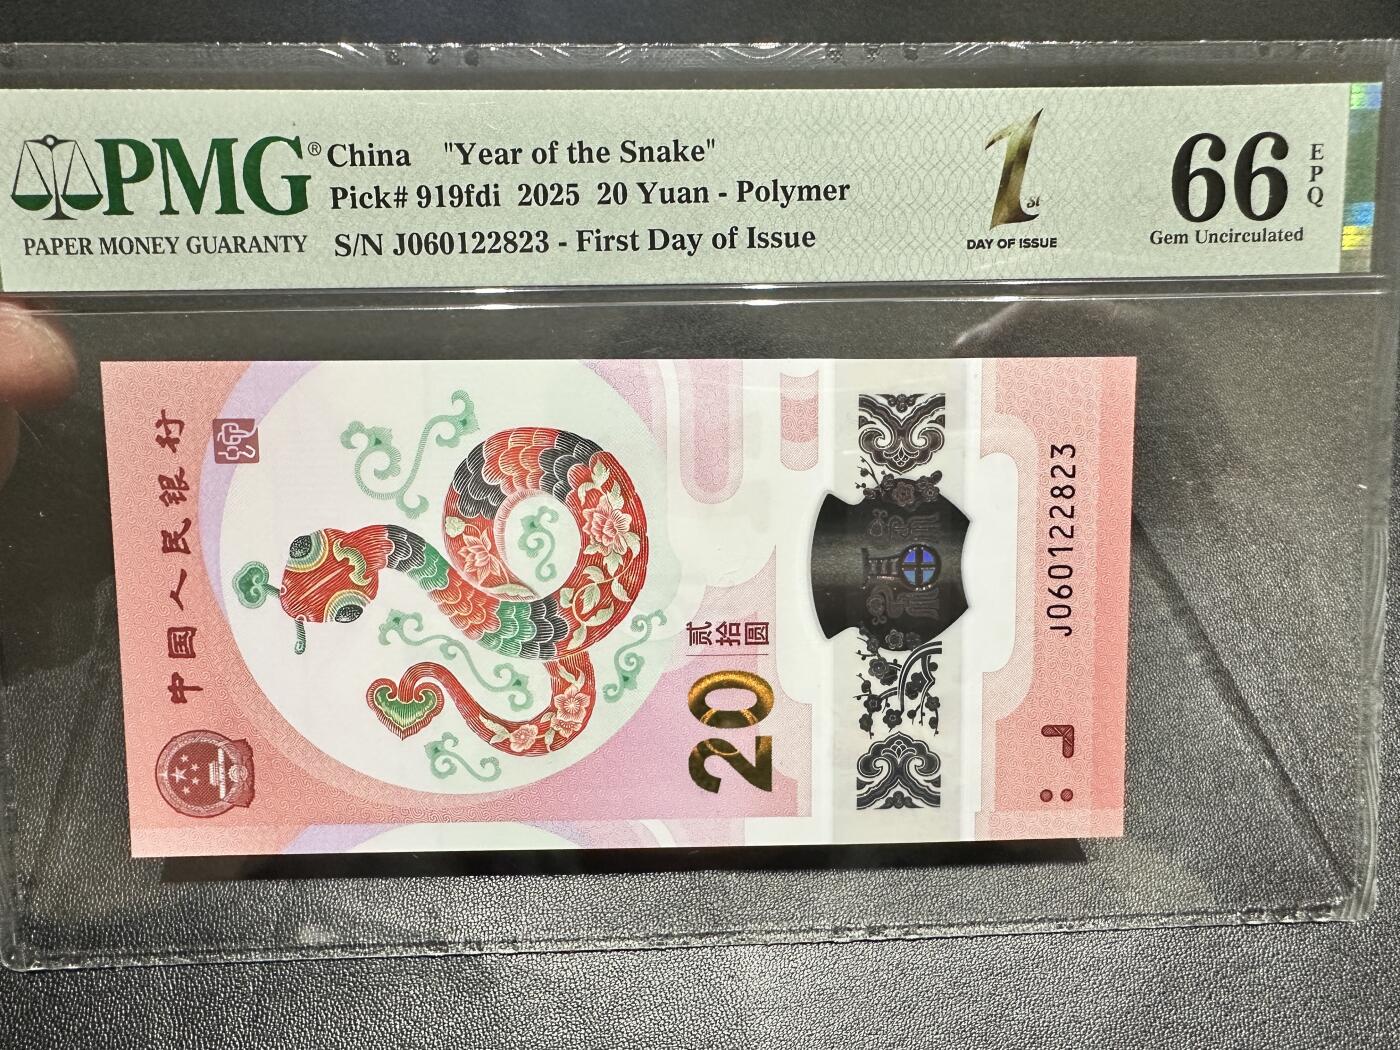 PMG® China "Year of the Snake"
Pick# 919fdi 2025 20 Yuan - Polymer
PAPER MONEY GUARANTY S/N J060122823 - First Day of Issue
1st
DAY OF ISSUE
66 EPQ
Gem Uncirculated
中国人民银行
贰拾圆
20
J060122823